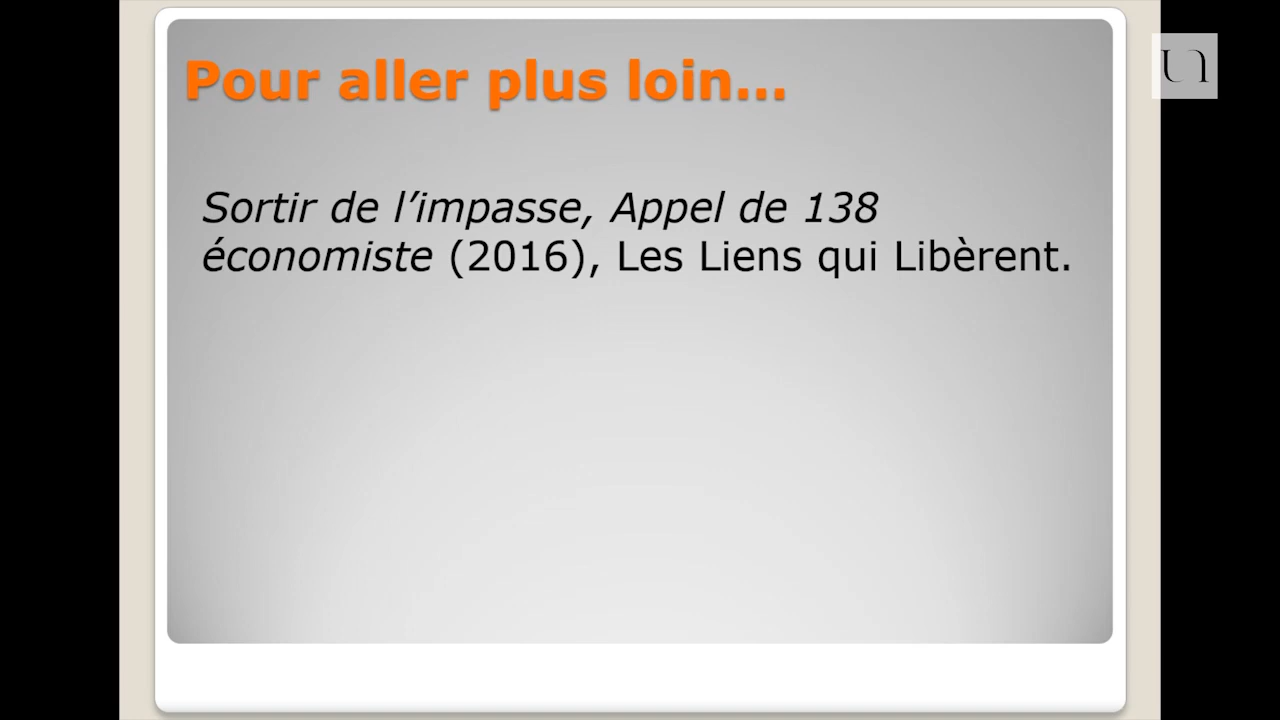 Pour aller plus loin...
Sortir de l’impasse, Appel de 138
économiste (2016), Les Liens qui Libèrent.